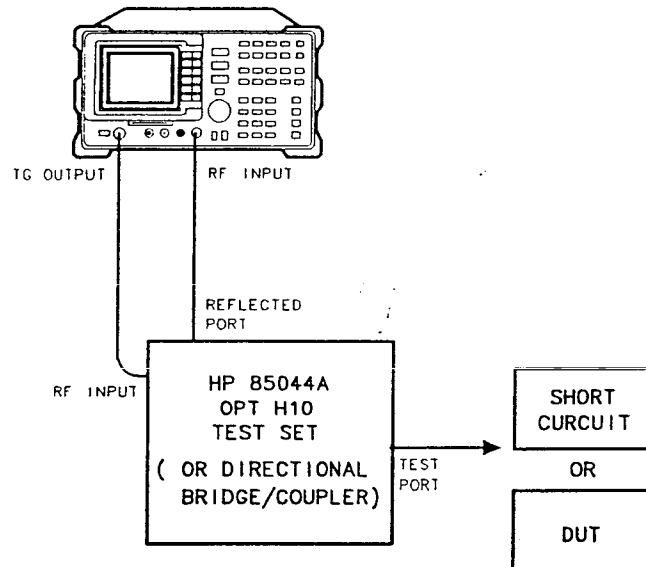 TG OUTPUT
RF INPUT
REFLECTED
PORT
RF INPUT
HP 85044A
OPT H10
TEST SET
( OR DIRECTIONAL
BRIDGE/COUPLER)
TEST
PORT
SHORT
CURCUIT
OR
DUT